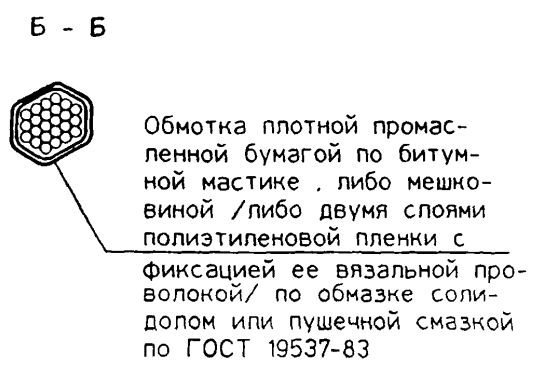 Б - Б
Обмотка плотной промас-
ленной бумагой по битум-
ной мастике , либо мешко-
виной /либо двумя слоями
полиэтиленовой пленки с
фиксацией ее вязальной про-
волокой/ по обмазке соли-
долом или пушечной смазкой
по ГОСТ 19537-83